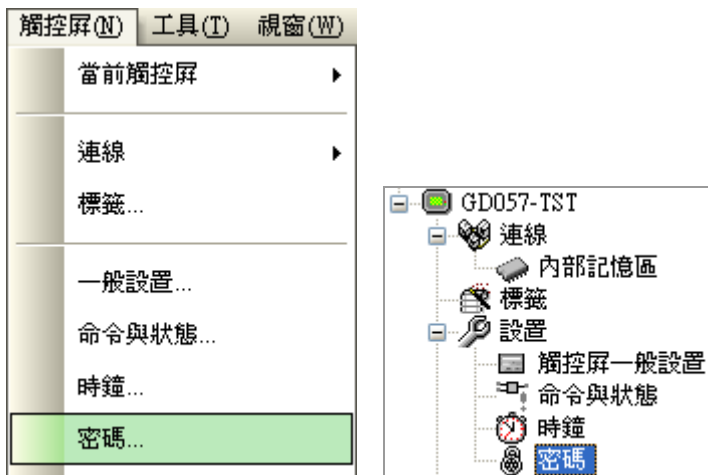 觸控屏(N) 工具(T) 視窗(W)
當前觸控屏
連線
標籤...
一般設置...
命令與狀態...
時鐘...
密碼...
GD057-TST
連線
內部記憶區
標籤
設置
觸控屏一般設置
命令與狀態
時鐘
密碼